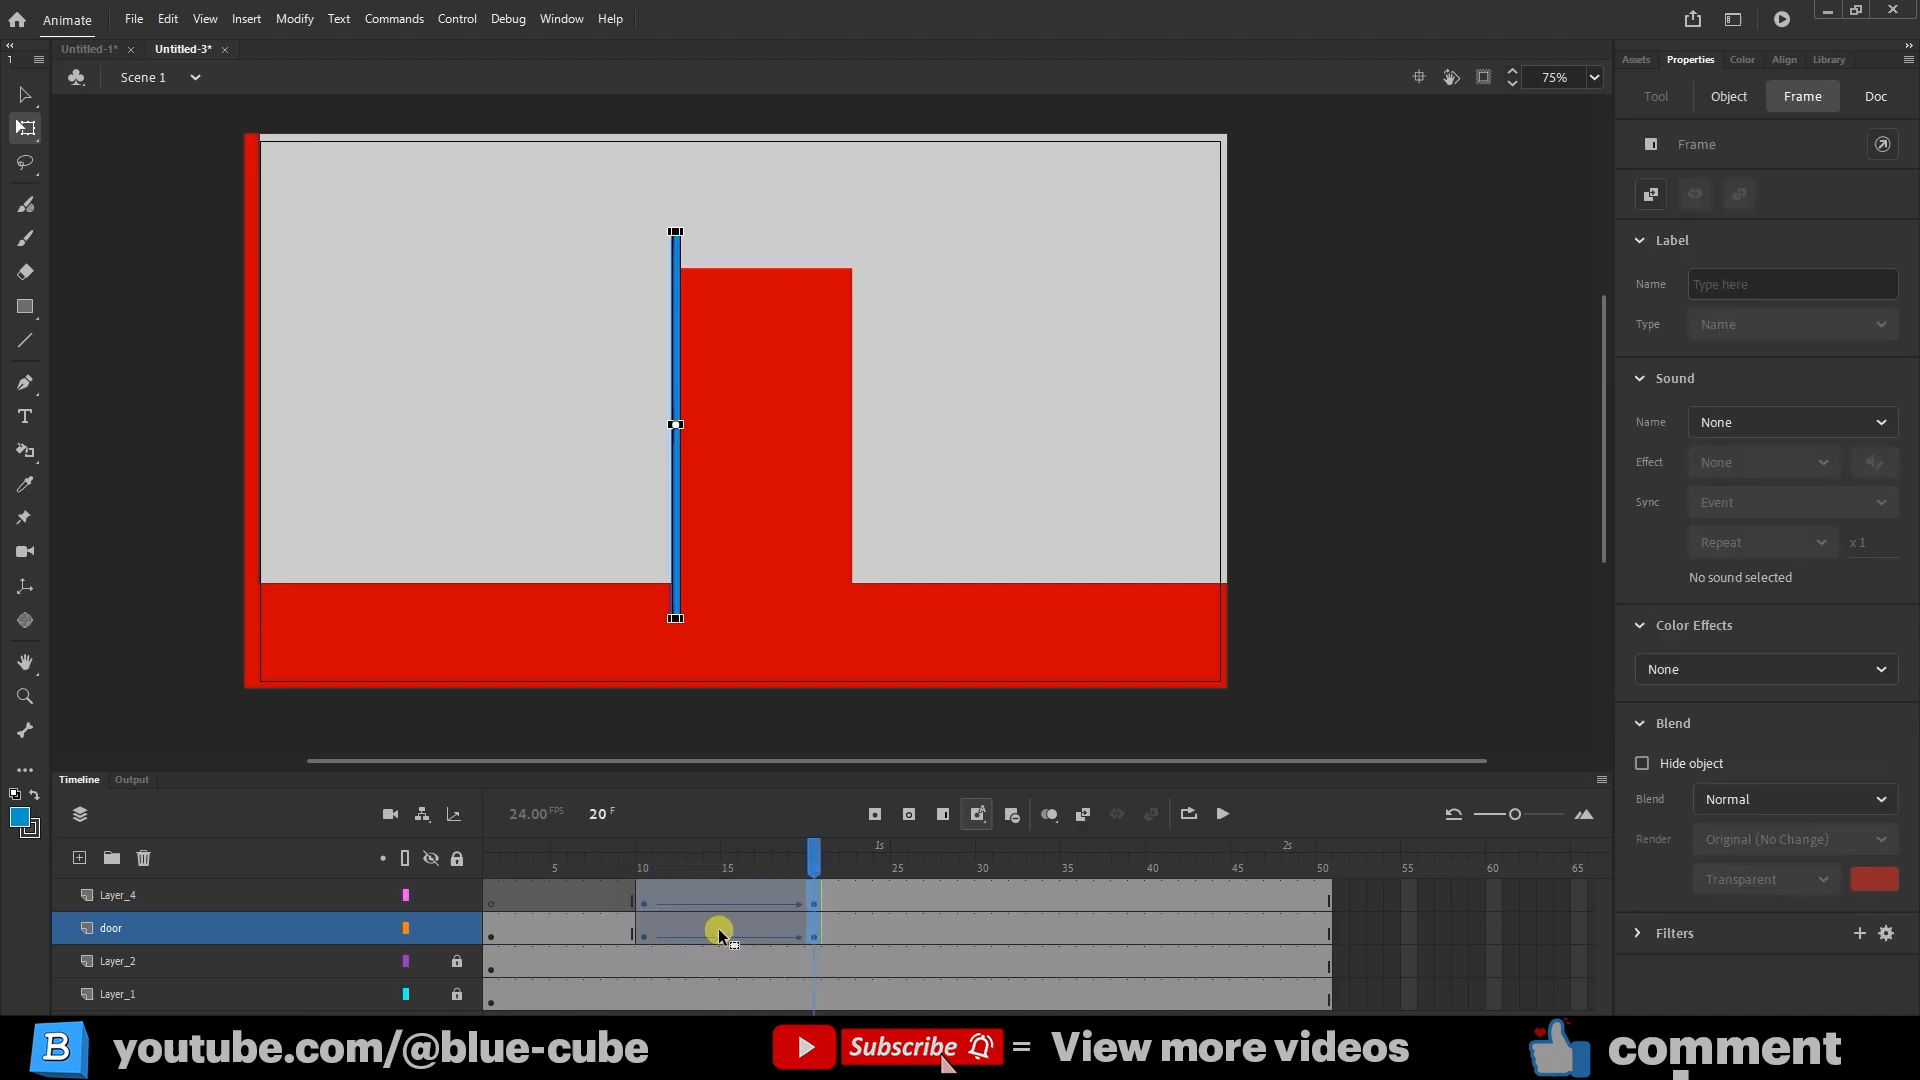 Animate File Edit View Insert Modify Text Commands Control Debug Window Help
Untitled-1* × Untitled-3* ×
Scene 1 75%
Assets Properties Color Align Library
Tool Object Frame Doc
Frame
Label
Name Type here
Type Name
Sound
Name None
Effect None
Sync Event
Repeat x 1
No sound selected
Color Effects
None
Blend
Hide object
Blend Normal
Render Original (No Change)
Transparent
Filters
Timeline Output
24.00 FPS 20 F
1s 2s
5 10 15 25 30 35 40 45 50 55 60 65
Layer_4
door
Layer_2
Layer_1
B youtube.com/@blue-cube Subscribe = View more videos comment